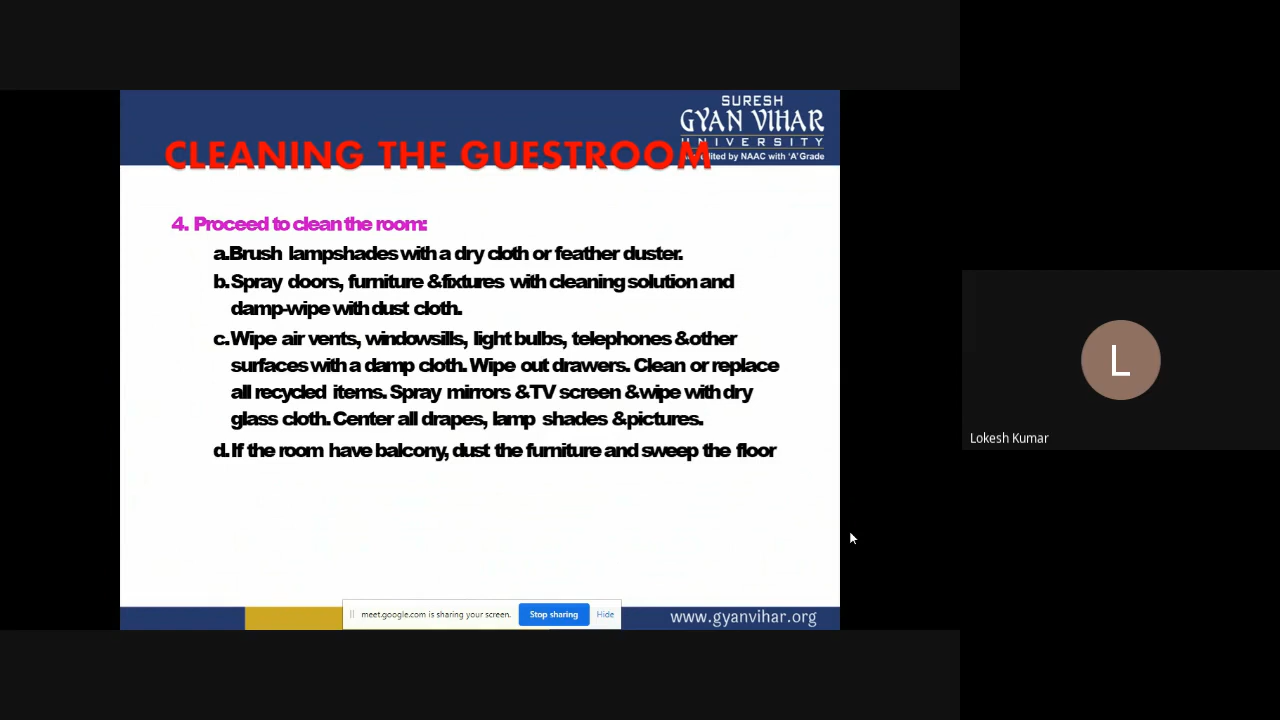 SURESH
GYAN VIHAR
UNIVERSITY
Accredited by NAAC with 'A' Grade
CLEANING THE GUESTROOM
4. Proceed to clean the room:
a.Brush lampshades with a dry cloth or feather duster.
b.Spray doors, furniture &fixtures with cleaning solution and
damp-wipe with dust cloth.
c.Wipe air vents, windowsills, light bulbs, telephones &other
surfaces with a damp cloth. Wipe out drawers. Clean or replace
all recycled items. Spray mirrors &TV screen &wipe with dry
glass cloth. Center all drapes, lamp shades &pictures.
d.If the room have balcony, dust the furniture and sweep the floor
meet.google.com is sharing your screen. Stop sharing Hide
www.gyanvihar.org
L
Lokesh Kumar